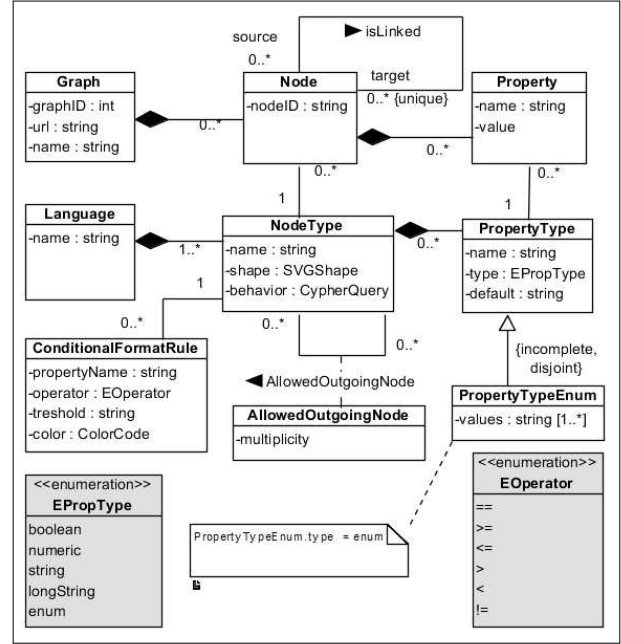 source
isLinked
0..*
target
0..* {unique}
Graph
-graphID : int
-url : string
-name : string
0..*
Node
-nodeID : string
0..*
Property
-name : string
-value
0..*
0..*
1
1
0..*
Language
-name : string
1..*
NodeType
-name : string
-shape : SVGShape
-behavior : CypherQuery
0..*
PropertyType
-name : string
-type : EPropType
-default : string
1
0..*
0..*
0..*
{incomplete,
disjoint}
ConditionalFormatRule
-propertyName : string
-operator : EOperator
-treshold : string
-color : ColorCode
AllowedOutgoingNode
AllowedOutgoingNode
-multiplicity
PropertyTypeEnum
-values : string [1..*]
<<enumeration>>
EPropType
boolean
numeric
string
longString
enum
PropertyTypeEnum.type = enum
<<enumeration>>
EOperator
==
>=
<=
>
<
!=